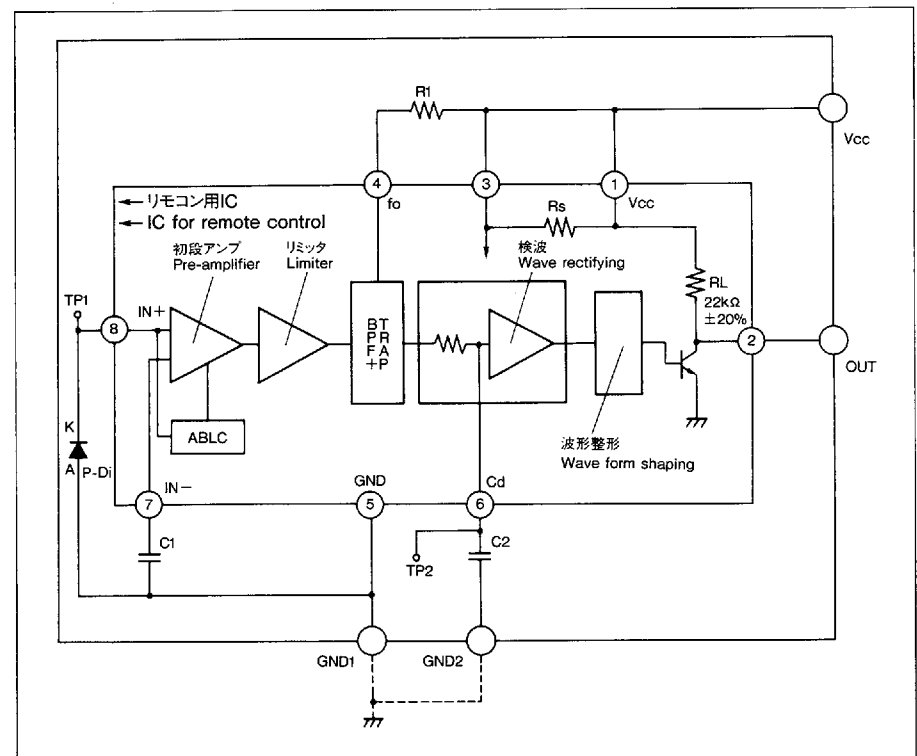 R1
Vcc
4
fo
3
1
Vcc
リモコン用IC
IC for remote control
Rs
初段アンプ
Pre-amplifier
リミッタ
Limiter
検波
Wave rectifying
RL
22kΩ
±20%
TP1
8
IN+
BPF+
TRAP
2
OUT
ABLC
波形整形
Wave form shaping
K
A
P-Di
IN−
7
GND
5
Cd
6
C1
C2
TP2
GND1
GND2